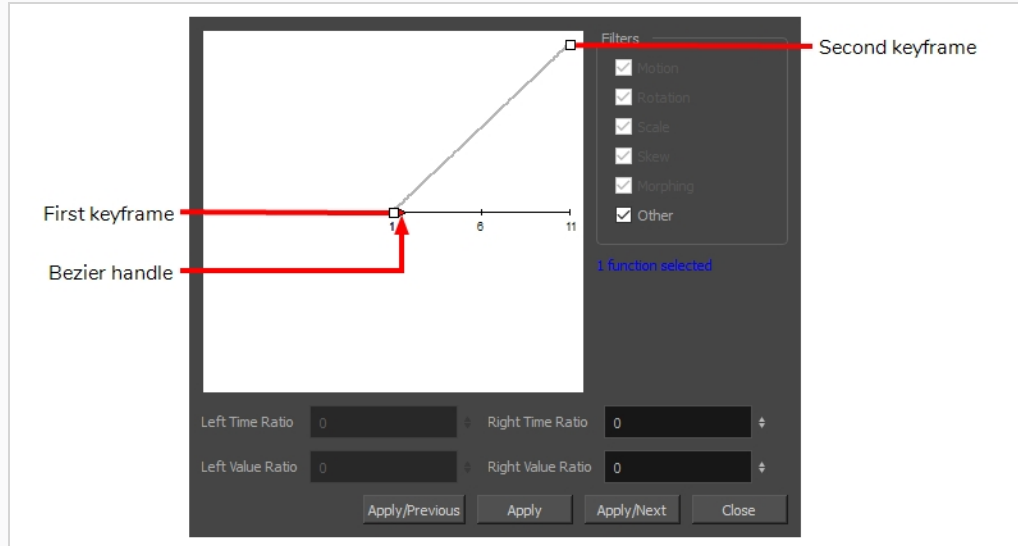 Filters
Second keyframe
Motion
Rotation
Scale
Skew
Morphing
First keyframe
Other
1 6 11
Bezier handle
1 function selected
Left Time Ratio 0 Right Time Ratio 0
Left Value Ratio 0 Right Value Ratio 0
Apply/Previous Apply Apply/Next Close